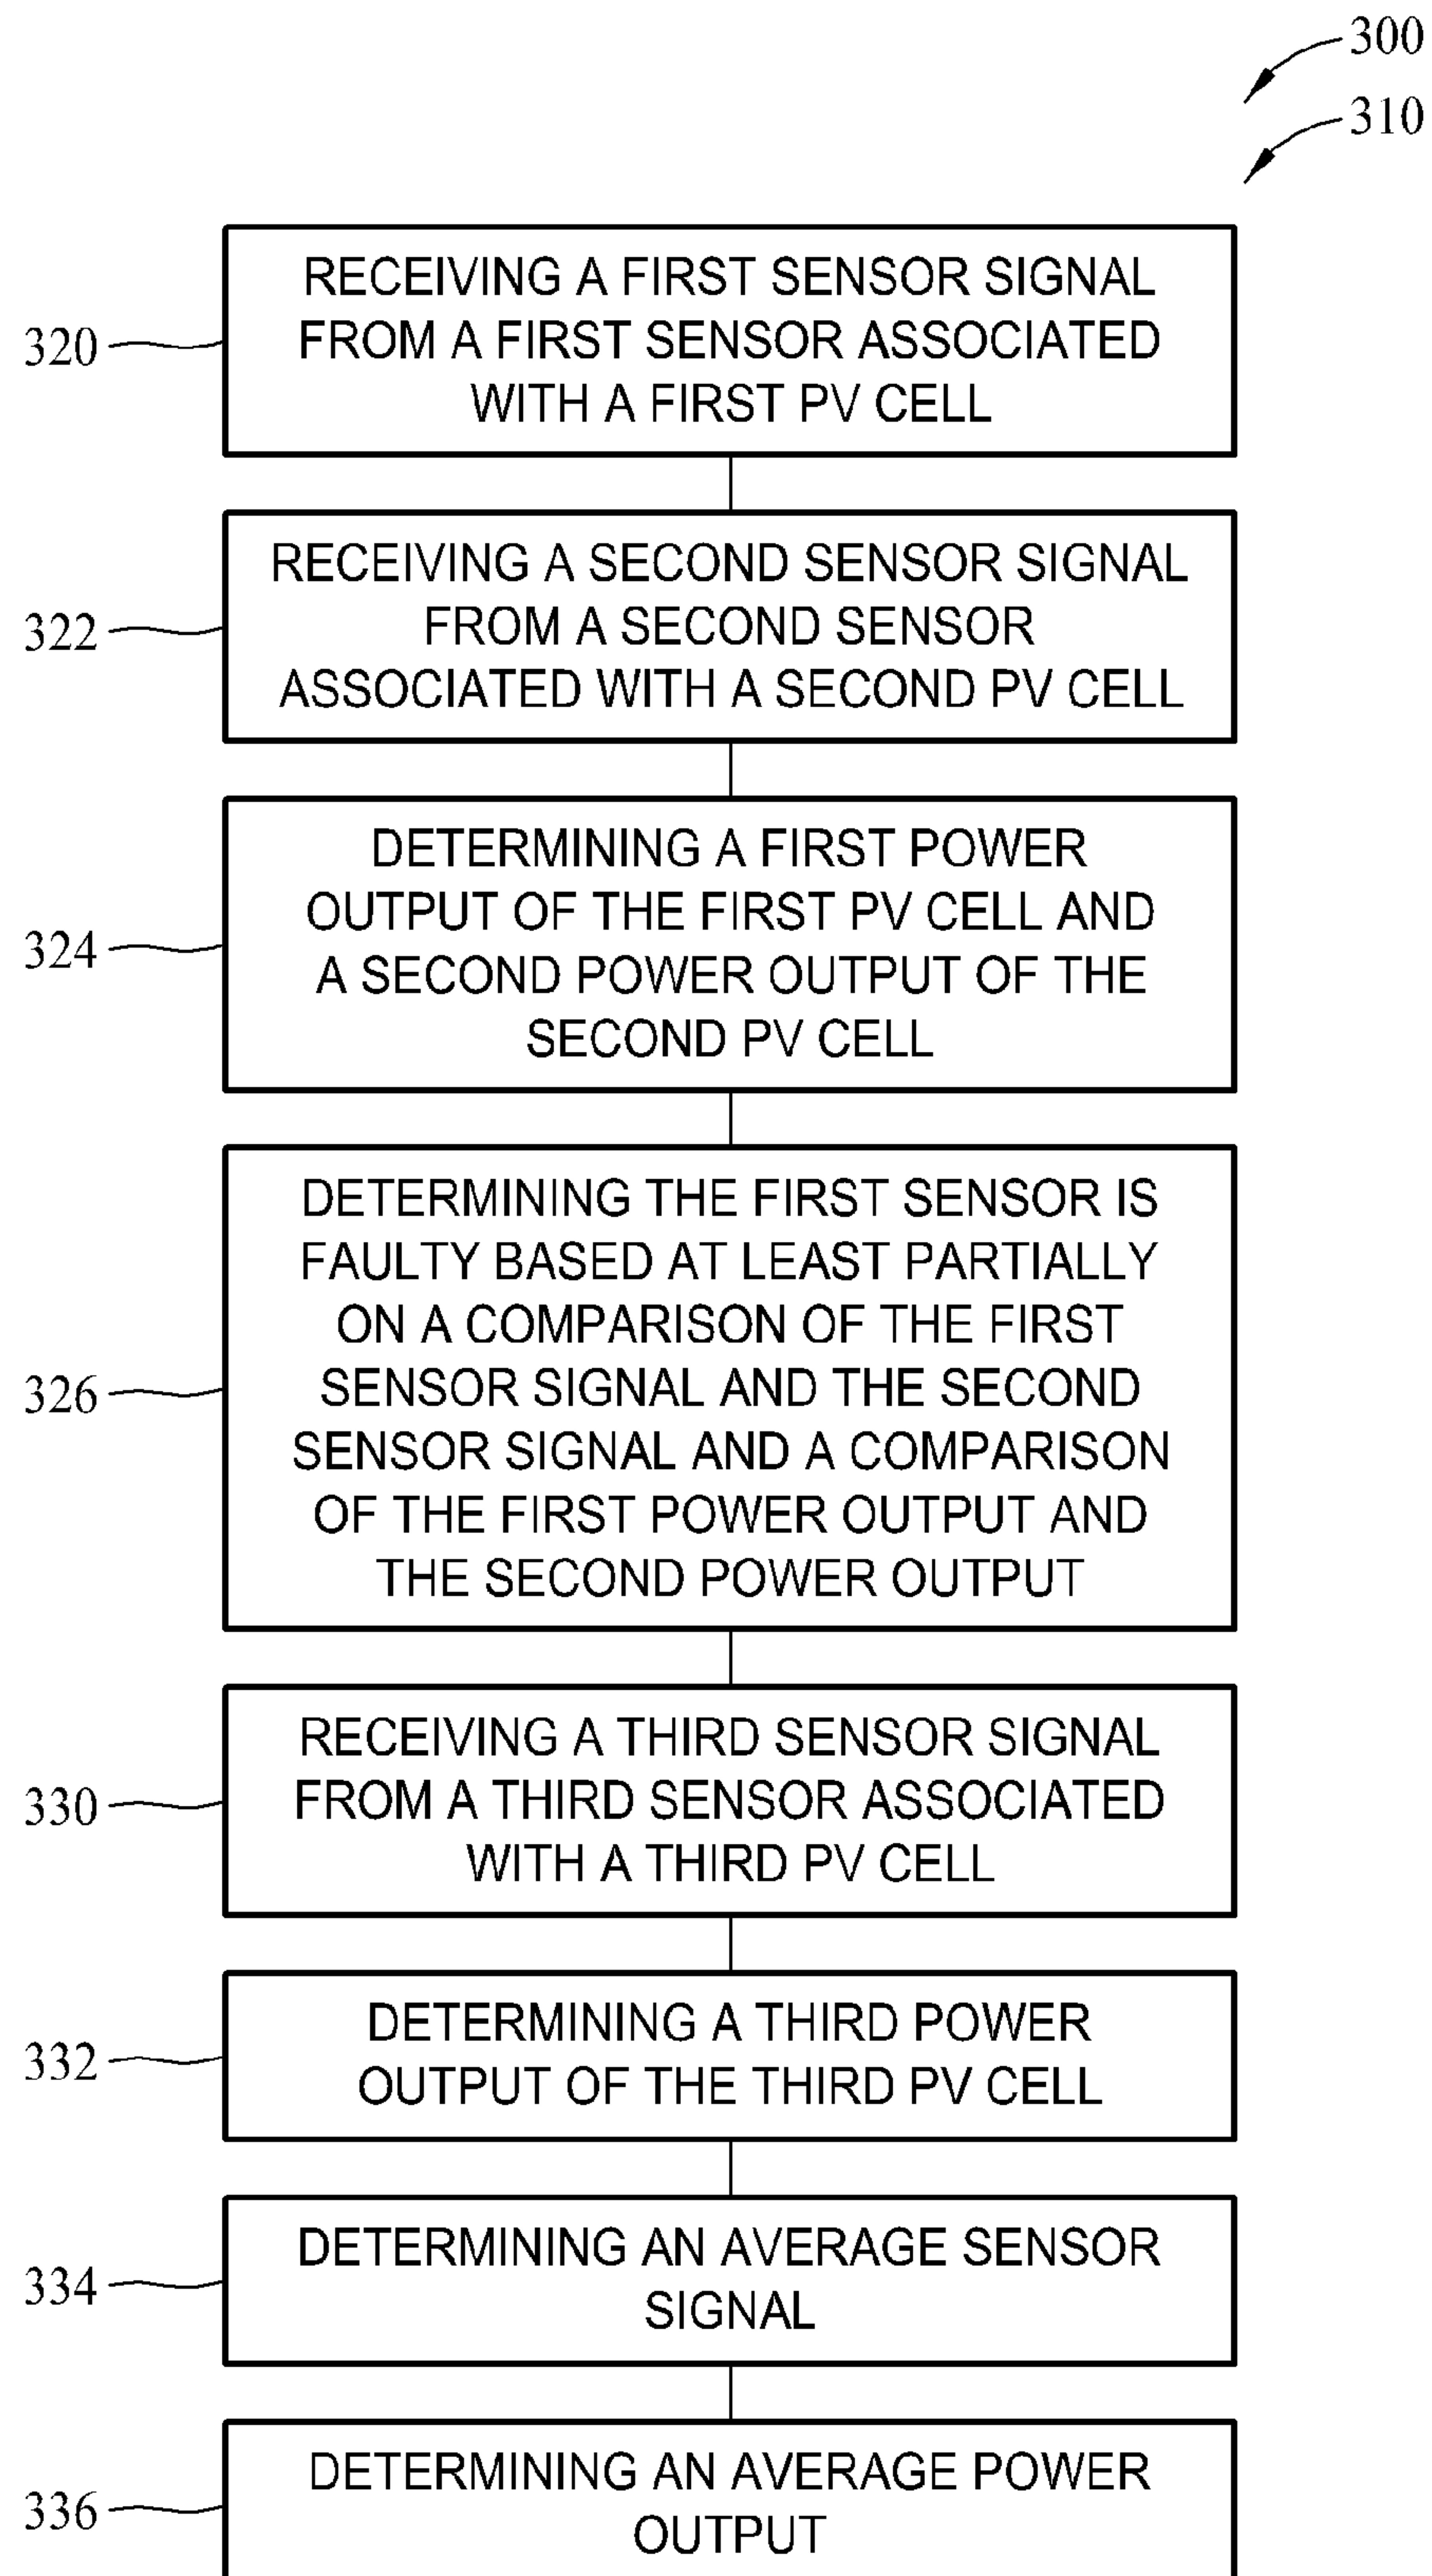 300
310
320
RECEIVING A FIRST SENSOR SIGNAL
FROM A FIRST SENSOR ASSOCIATED
WITH A FIRST PV CELL
322
RECEIVING A SECOND SENSOR SIGNAL
FROM A SECOND SENSOR
ASSOCIATED WITH A SECOND PV CELL
324
DETERMINING A FIRST POWER
OUTPUT OF THE FIRST PV CELL AND
A SECOND POWER OUTPUT OF THE
SECOND PV CELL
326
DETERMINING THE FIRST SENSOR IS
FAULTY BASED AT LEAST PARTIALLY
ON A COMPARISON OF THE FIRST
SENSOR SIGNAL AND THE SECOND
SENSOR SIGNAL AND A COMPARISON
OF THE FIRST POWER OUTPUT AND
THE SECOND POWER OUTPUT
330
RECEIVING A THIRD SENSOR SIGNAL
FROM A THIRD SENSOR ASSOCIATED
WITH A THIRD PV CELL
332
DETERMINING A THIRD POWER
OUTPUT OF THE THIRD PV CELL
334
DETERMINING AN AVERAGE SENSOR
SIGNAL
336
DETERMINING AN AVERAGE POWER
OUTPUT